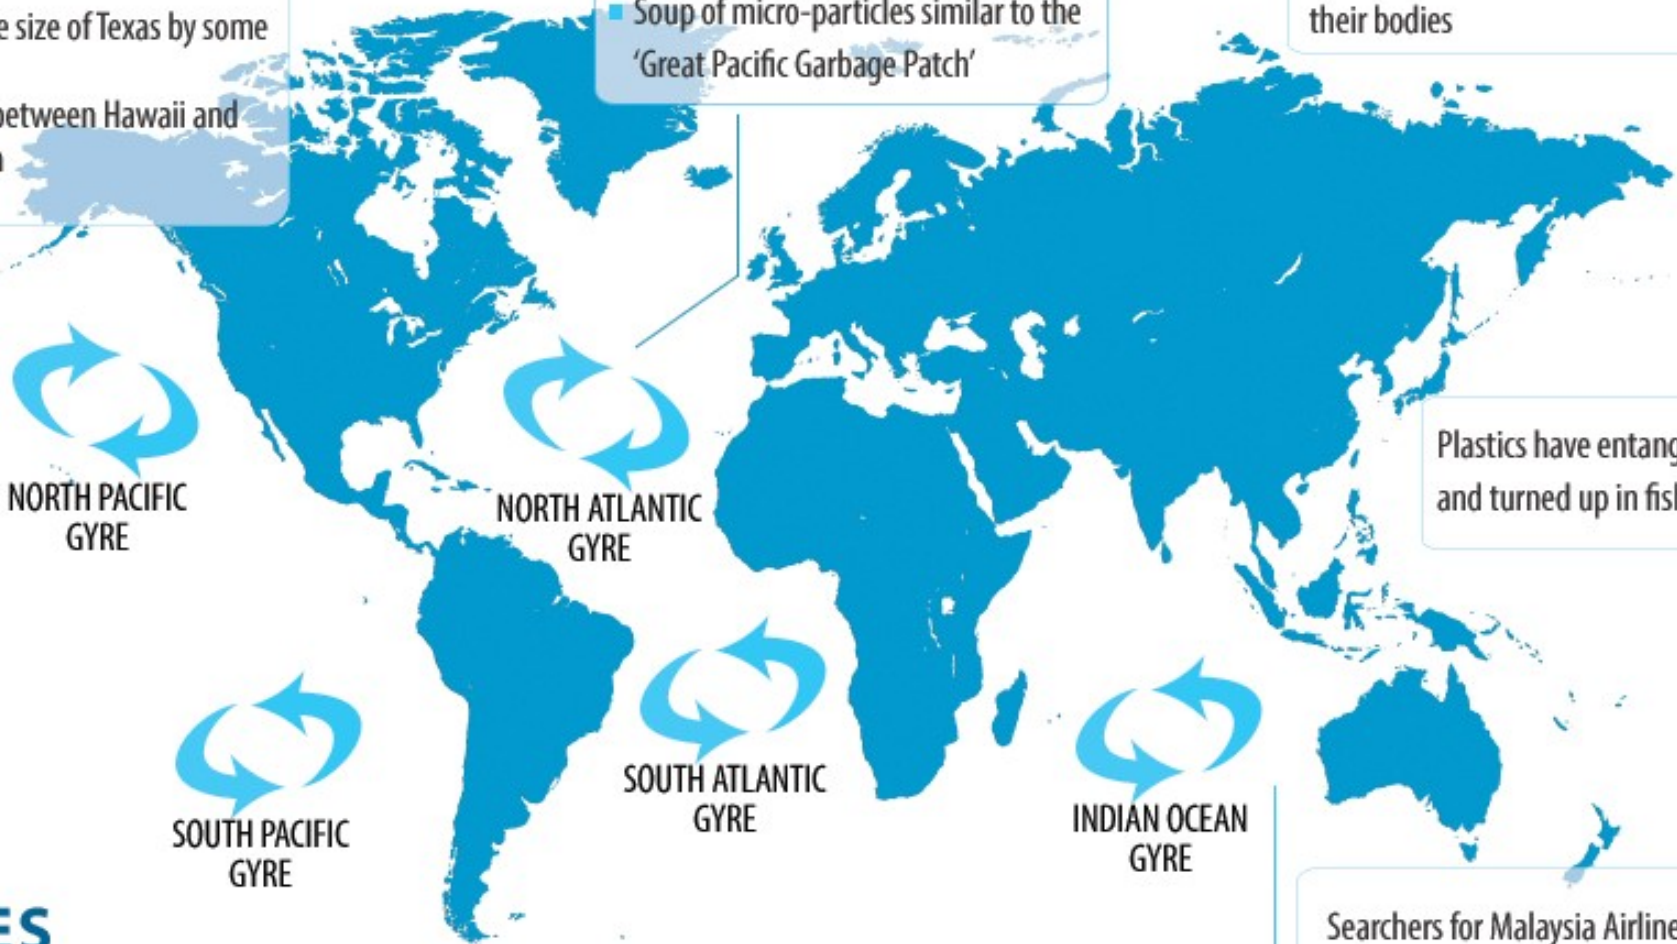 e size of Texas by some
between Hawaii and
Soup of micro-particles similar to the
‘Great Pacific Garbage Patch’
their bodies
NORTH PACIFIC
GYRE
NORTH ATLANTIC
GYRE
Plastics have entang
and turned up in fis
SOUTH PACIFIC
GYRE
SOUTH ATLANTIC
GYRE
INDIAN OCEAN
GYRE
ES
Searchers for Malaysia Airline